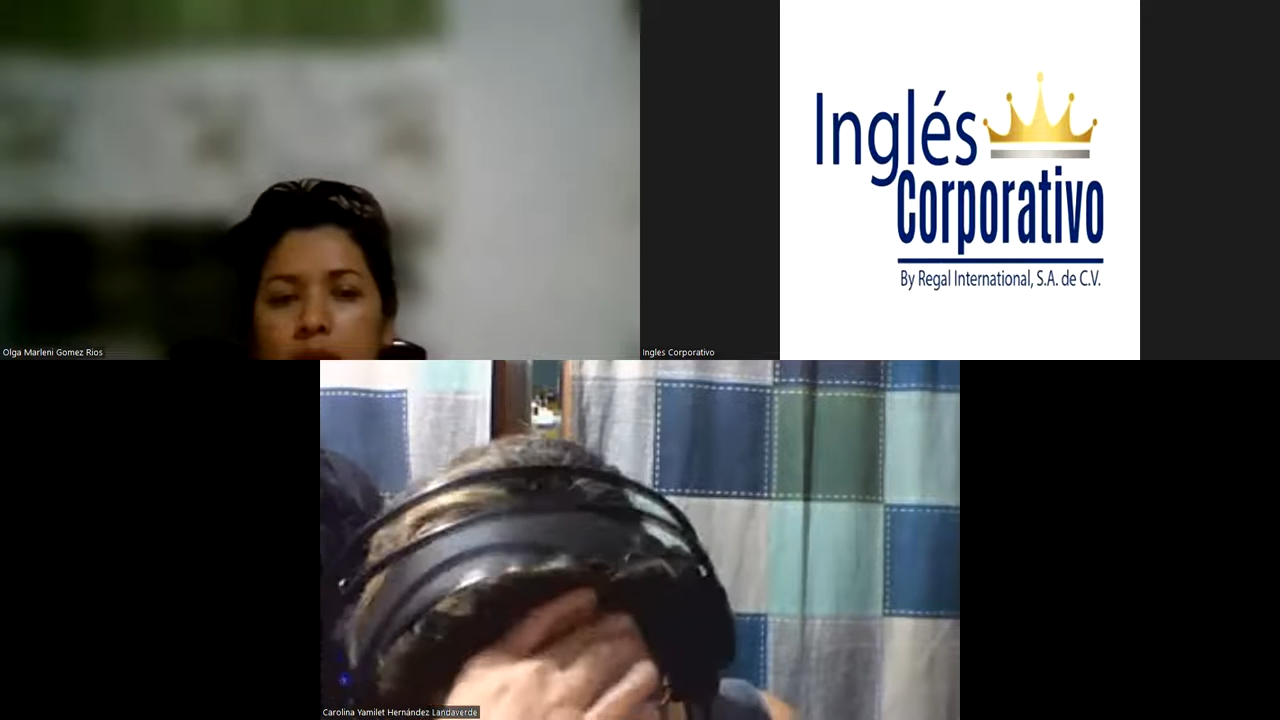 Inglés
Corporativo
By Regal International, S.A. de C.V.
Olga Marleni Gomez Rios
Ingles Corporativo
Carolina Yamilet Hernández Landaverde